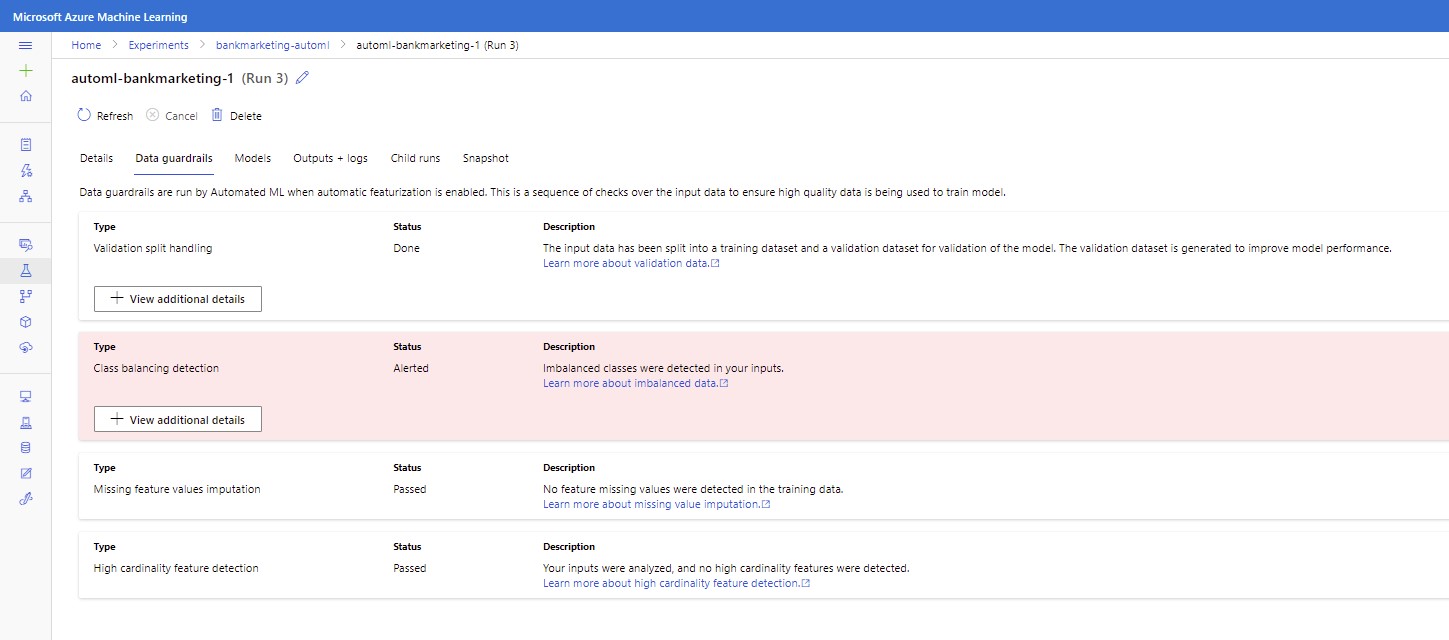 Microsoft Azure Machine Learning
Home > Experiments > bankmarketing-automl > automl-bankmarketing-1 (Run 3)
automl-bankmarketing-1 (Run 3)
Refresh Cancel Delete
Details Data guardrails Models Outputs + logs Child runs Snapshot
Data guardrails are run by Automated ML when automatic featurization is enabled. This is a sequence of checks over the input data to ensure high quality data is being used to train model.
Type Status Description
Validation split handling Done The input data has been split into a training dataset and a validation dataset for validation of the model. The validation dataset is generated to improve model performance.
Learn more about validation data.
View additional details
Type Status Description
Class balancing detection Alerted Imbalanced classes were detected in your inputs.
Learn more about imbalanced data.
View additional details
Type Status Description
Missing feature values imputation Passed No feature missing values were detected in the training data.
Learn more about missing value imputation.
Type Status Description
High cardinality feature detection Passed Your inputs were analyzed, and no high cardinality features were detected.
Learn more about high cardinality feature detection.